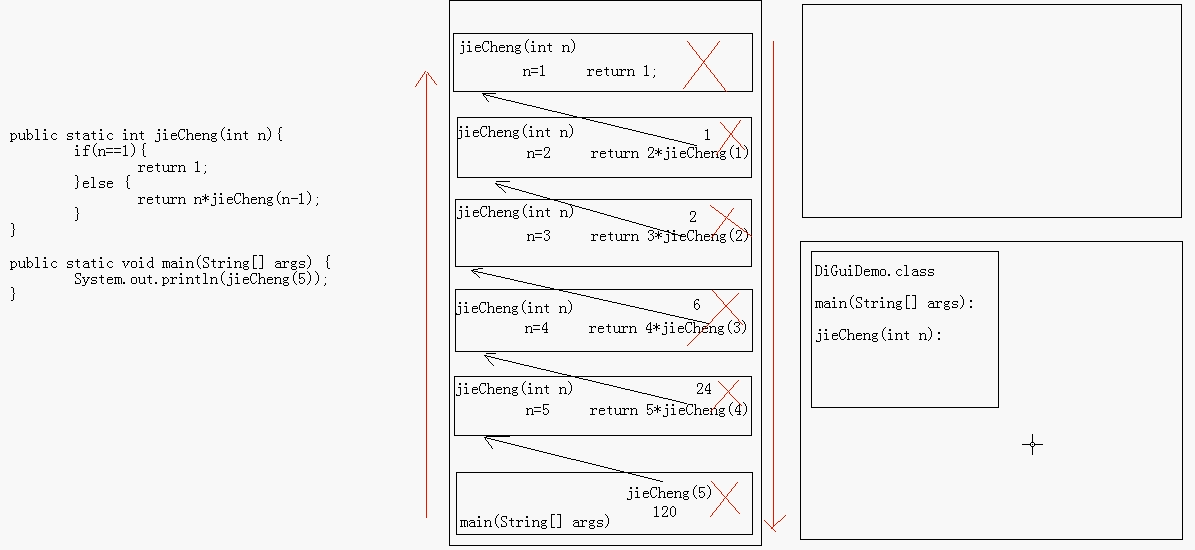 public static int jieCheng(int n){
if(n==1){
return 1;
}else {
return n*jieCheng(n-1);
}
}
public static void main(String[] args) {
System.out.println(jieCheng(5));
}
jieCheng(int n)
n=1 return 1;
jieCheng(int n)
1
n=2 return 2*jieCheng(1)
jieCheng(int n)
2
n=3 return 3*jieCheng(2)
6
jieCheng(int n)
n=4 return 4*jieCheng(3)
jieCheng(int n) 24
n=5 return 5*jieCheng(4)
jieCheng(5)
120
main(String[] args)
DiGuiDemo.class
main(String[] args):
jieCheng(int n):